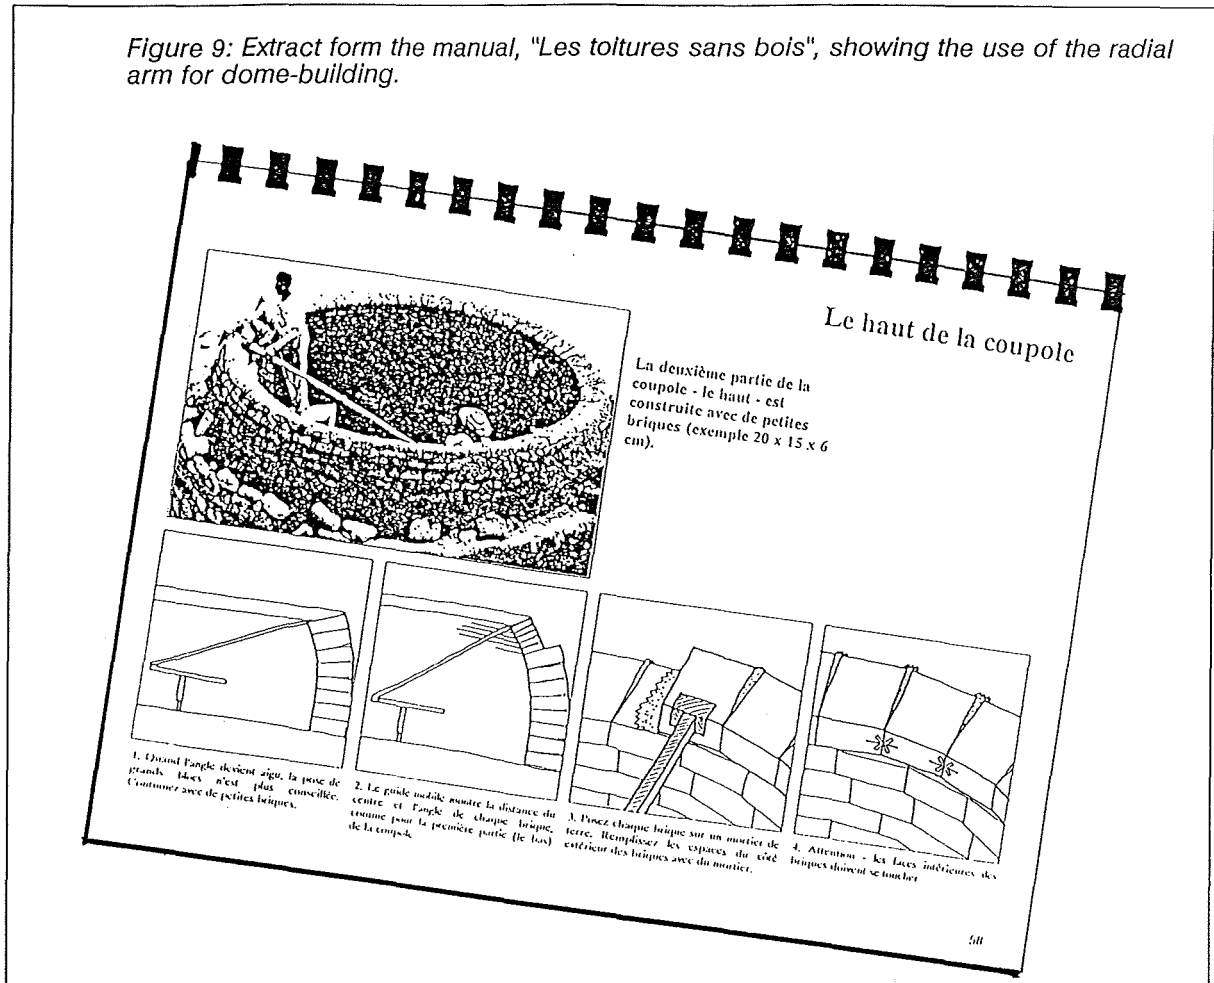 Figure 9: Extract form the manual, "Les toitures sans bois", showing the use of the radial
arm for dome-building.
Le haut de la coupole
La deuxième partie de la
coupole - le haut - est
construite avec de petites
briques (exemple 20 x 15 x 6
cm).
1. Quand l'angle devient aigu, la pose de
grands blocs n'est plus conseillée.
Continuez avec de petites briques.
2. Le guide mobile montre la distance du
centre et l'angle de chaque brique,
comme pour la première partie (le bas)
de la coupole.
3. Posez chaque brique sur un mortier de
terre. Remplissez les espaces du côté
extérieur des briques avec du mortier.
4. Attention - les faces intérieures des
briques doivent se toucher
58